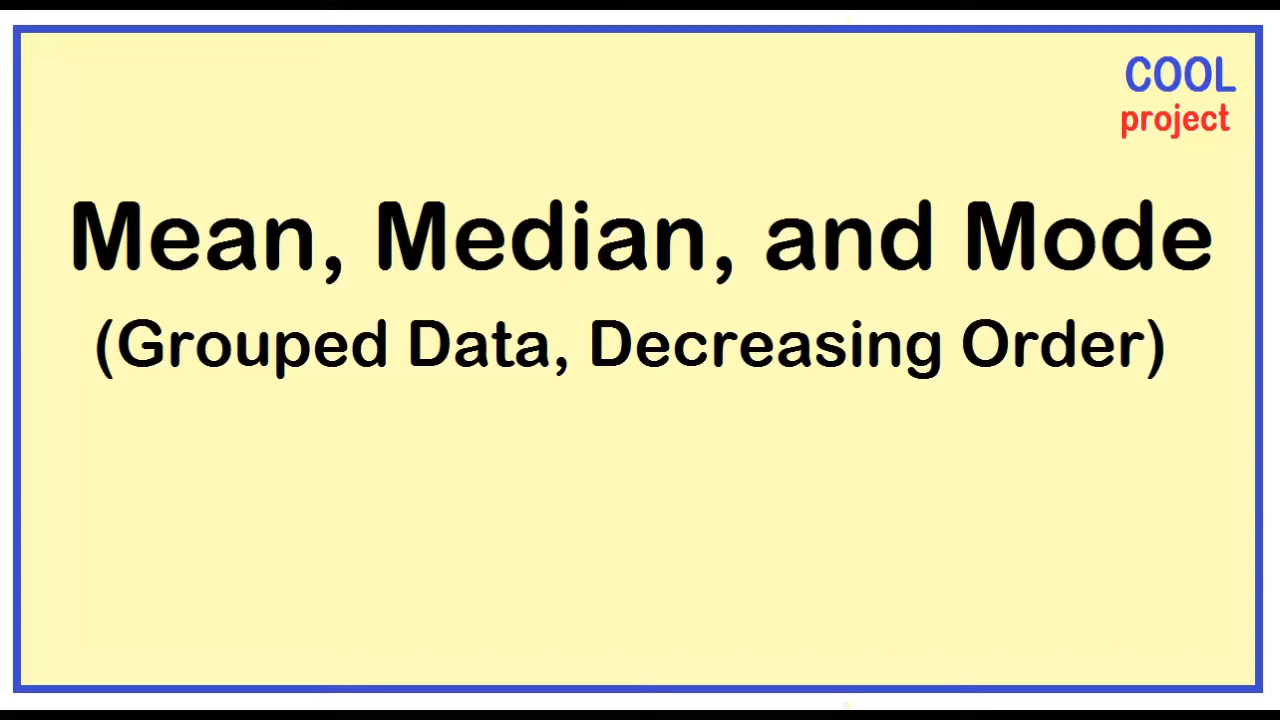 COOL
project
Mean, Median, and Mode
(Grouped Data, Decreasing Order)